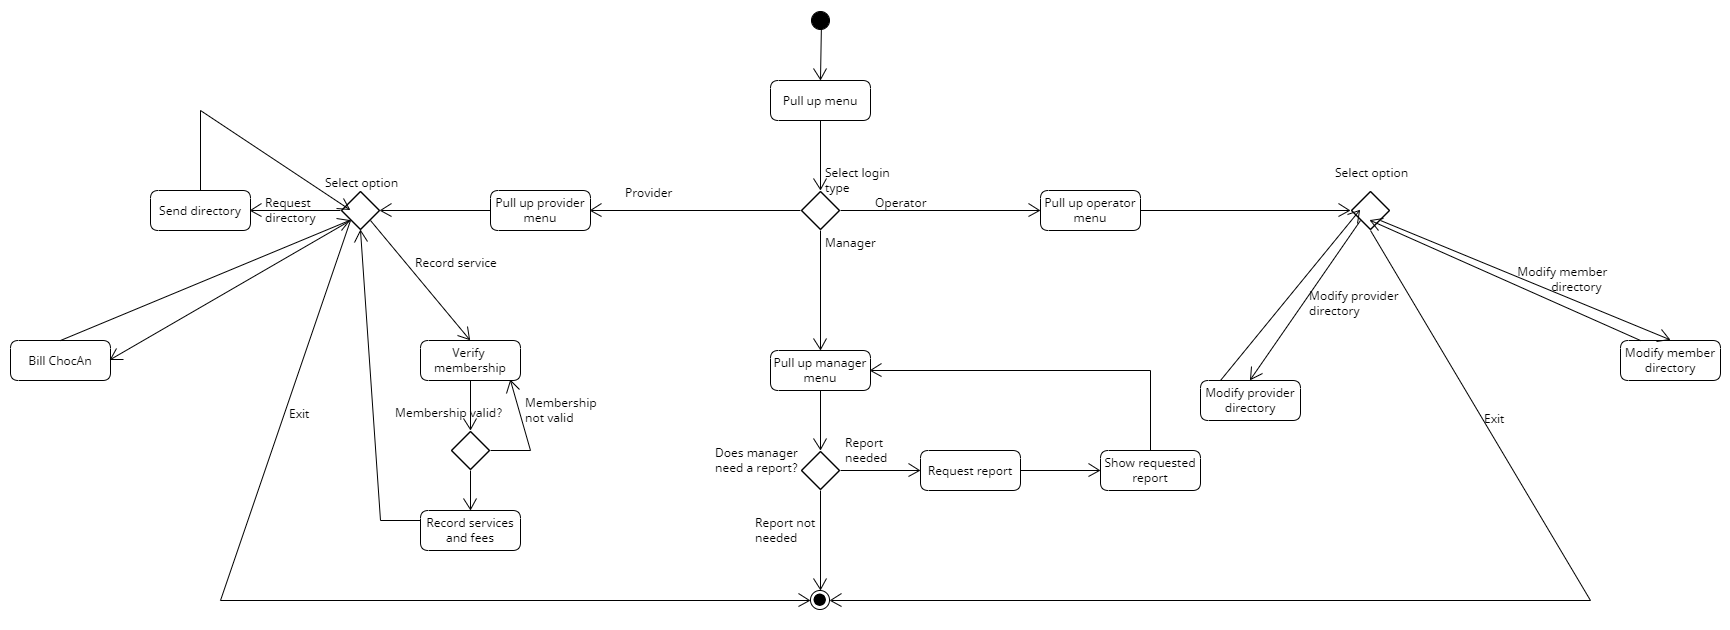 Pull up menu
Select login
type
Select option
Select option
Send directory
Request
directory
Pull up provider
menu
Provider
Operator
Pull up operator
menu
Manager
Record service
Modify member
directory
Modify provider
directory
Bill ChocAn
Verify
membership
Pull up manager
menu
Modify provider
directory
Modify member
directory
Exit
Membership valid?
Membership
not valid
Exit
Does manager
need a report?
Report
needed
Request report
Show requested
report
Record services
and fees
Report not
needed